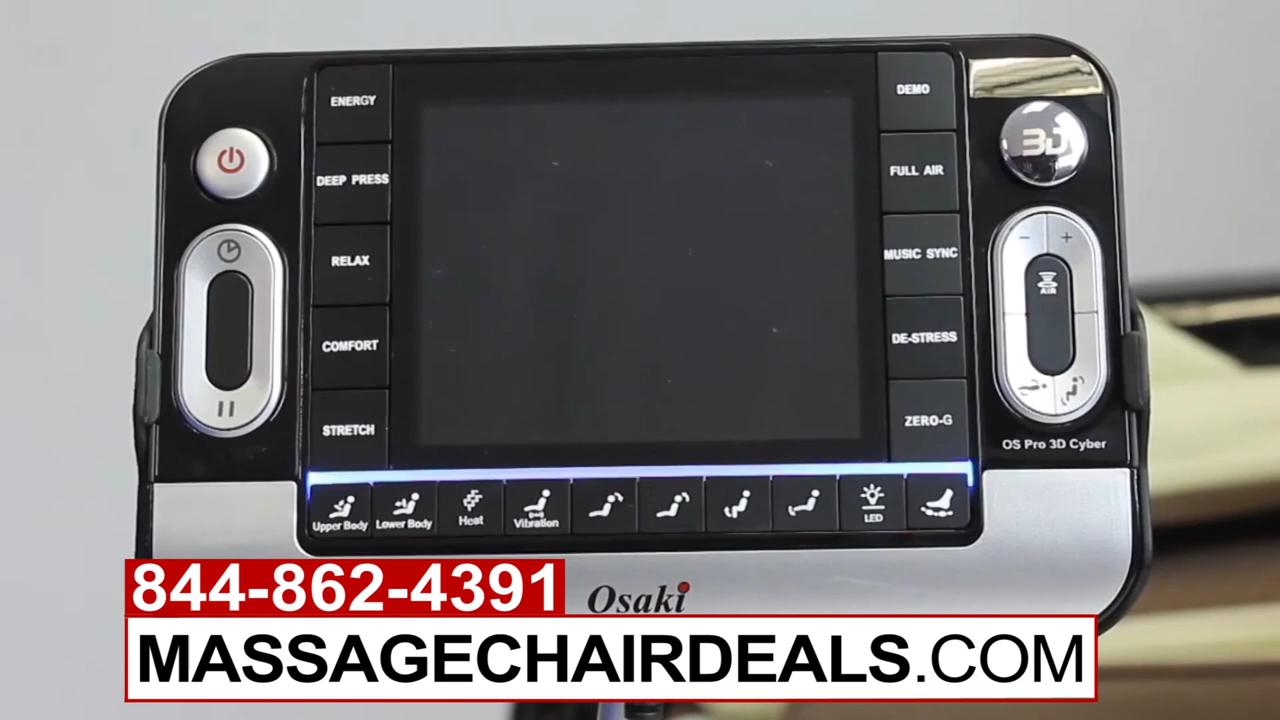 ENERGY
DEEP PRESS
RELAX
COMFORT
STRETCH
DEMO
FULL AIR
MUSIC SYNC
DE-STRESS
ZERO-G
3D
- +
AIR
OS Pro 3D Cyber
Upper Body
Lower Body
Heat
Vibration
LED
Osaki
844-862-4391
MASSAGECHAIRDEALS.COM